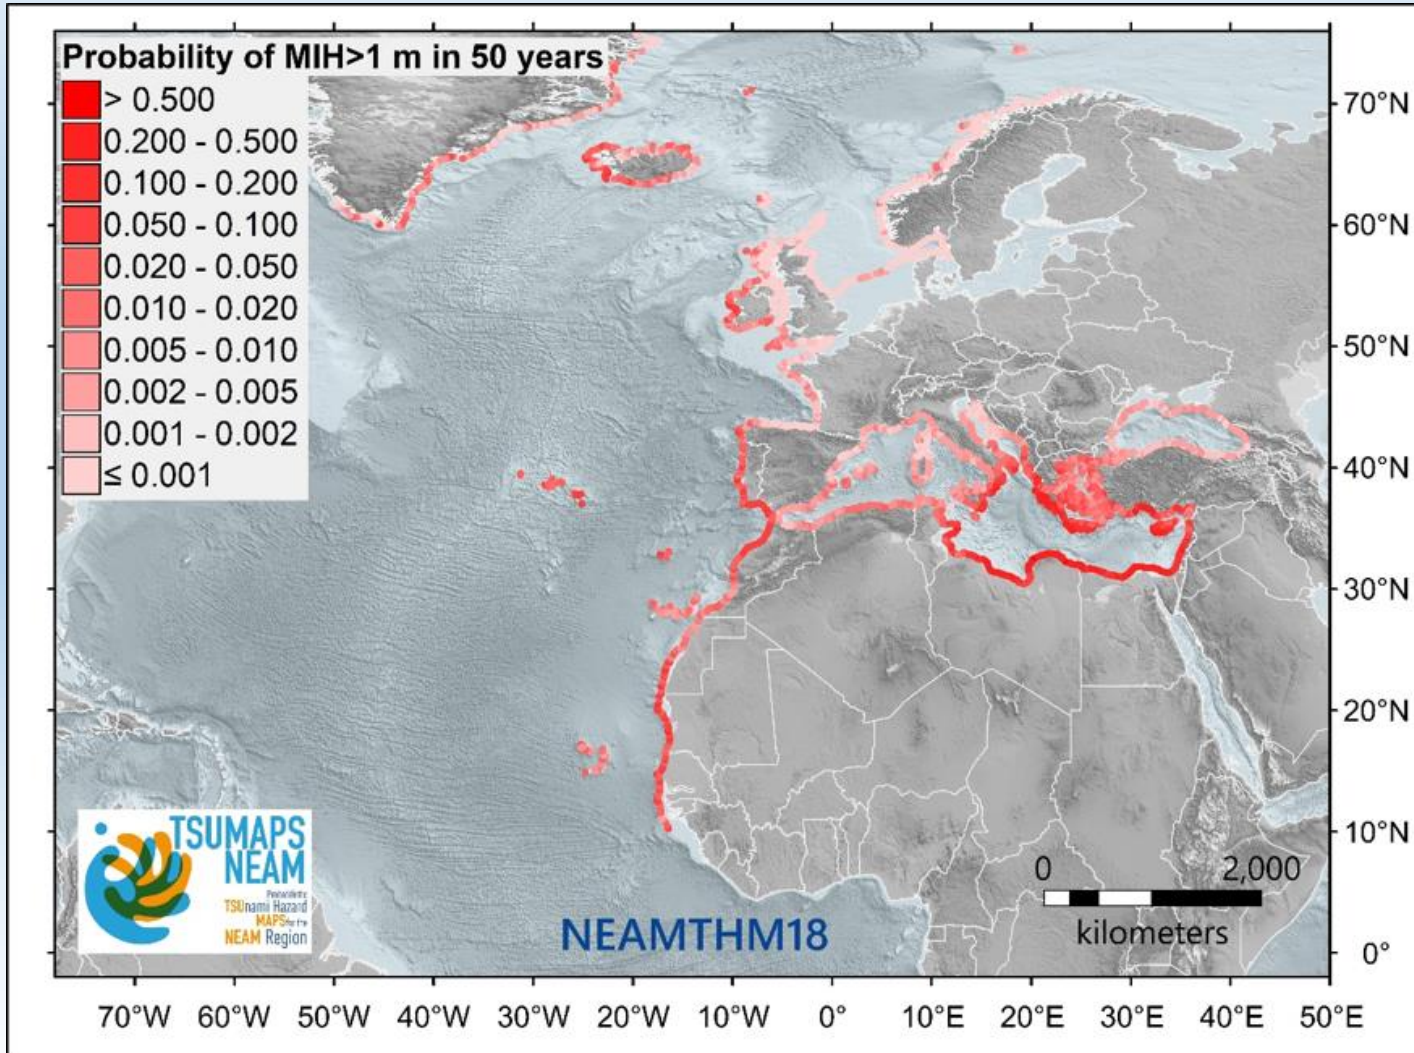 Probability of MIH>1 m in 50 years
> 0.500
0.200 - 0.500
0.100 - 0.200
0.050 - 0.100
0.020 - 0.050
0.010 - 0.020
0.005 - 0.010
0.002 - 0.005
0.001 - 0.002
≤ 0.001
70°N
60°N
50°N
40°N
30°N
20°N
10°N
0°
TSUMAPS
NEAM
Probabilistic
TSUnami Hazard
MAPS for the
NEAM Region
NEAMTHM18
0 2,000
kilometers
70°W 60°W 50°W 40°W 30°W 20°W 10°W 0° 10°E 20°E 30°E 40°E 50°E